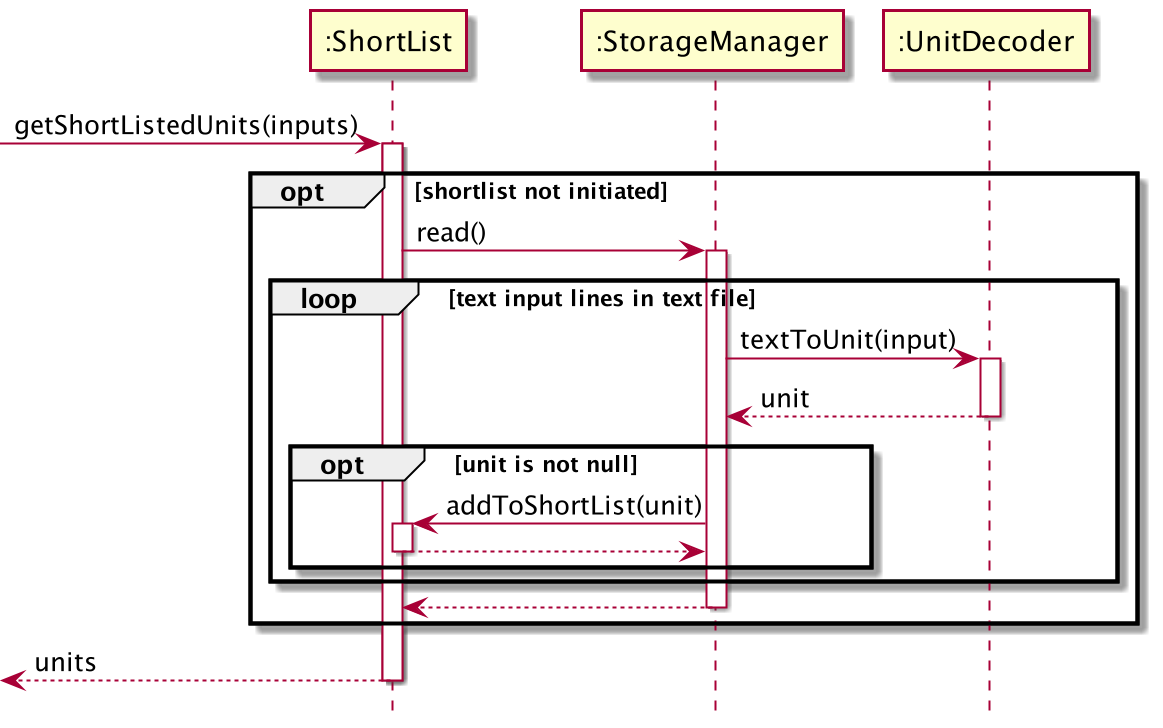 :ShortList
:StorageManager
:UnitDecoder
getShortListedUnits(inputs)
opt [shortlist not initiated]
read()
loop [text input lines in text file]
textToUnit(input)
unit
opt [unit is not null]
addToShortList(unit)
units